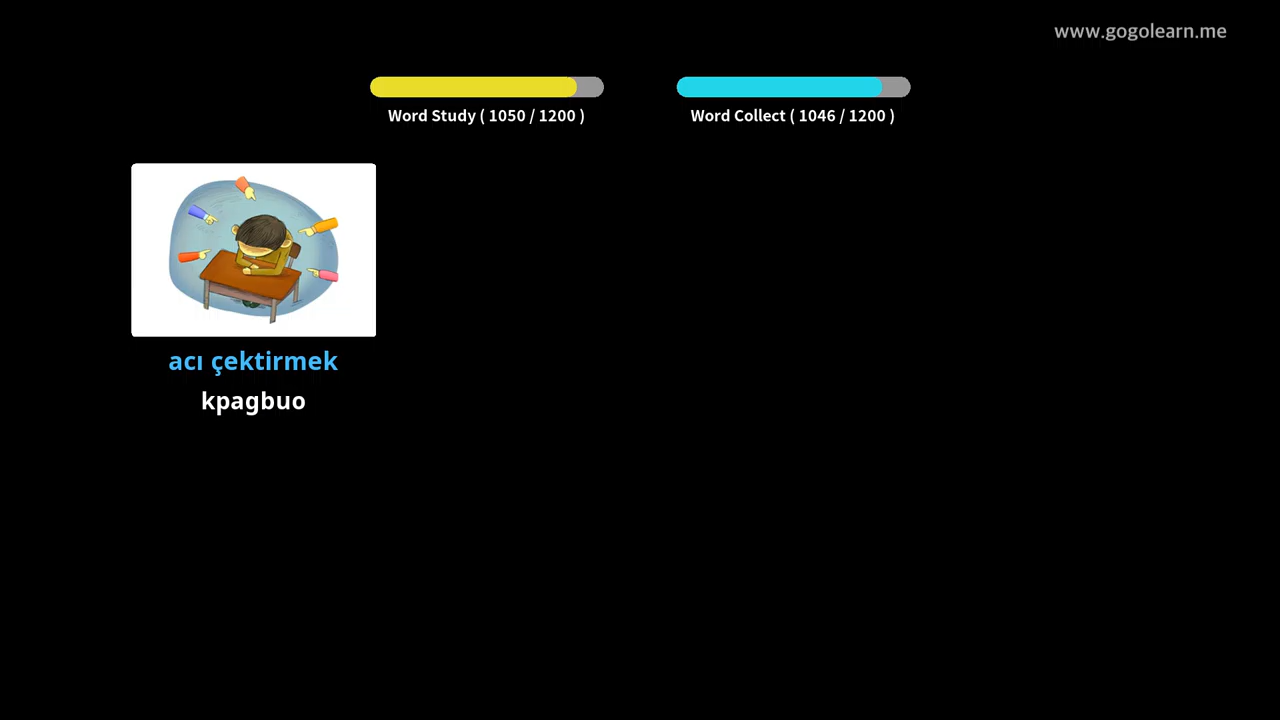 www.gogolearn.me
Word Study ( 1050 / 1200 )
Word Collect ( 1046 / 1200 )
acı çektirmek
kpagbuo